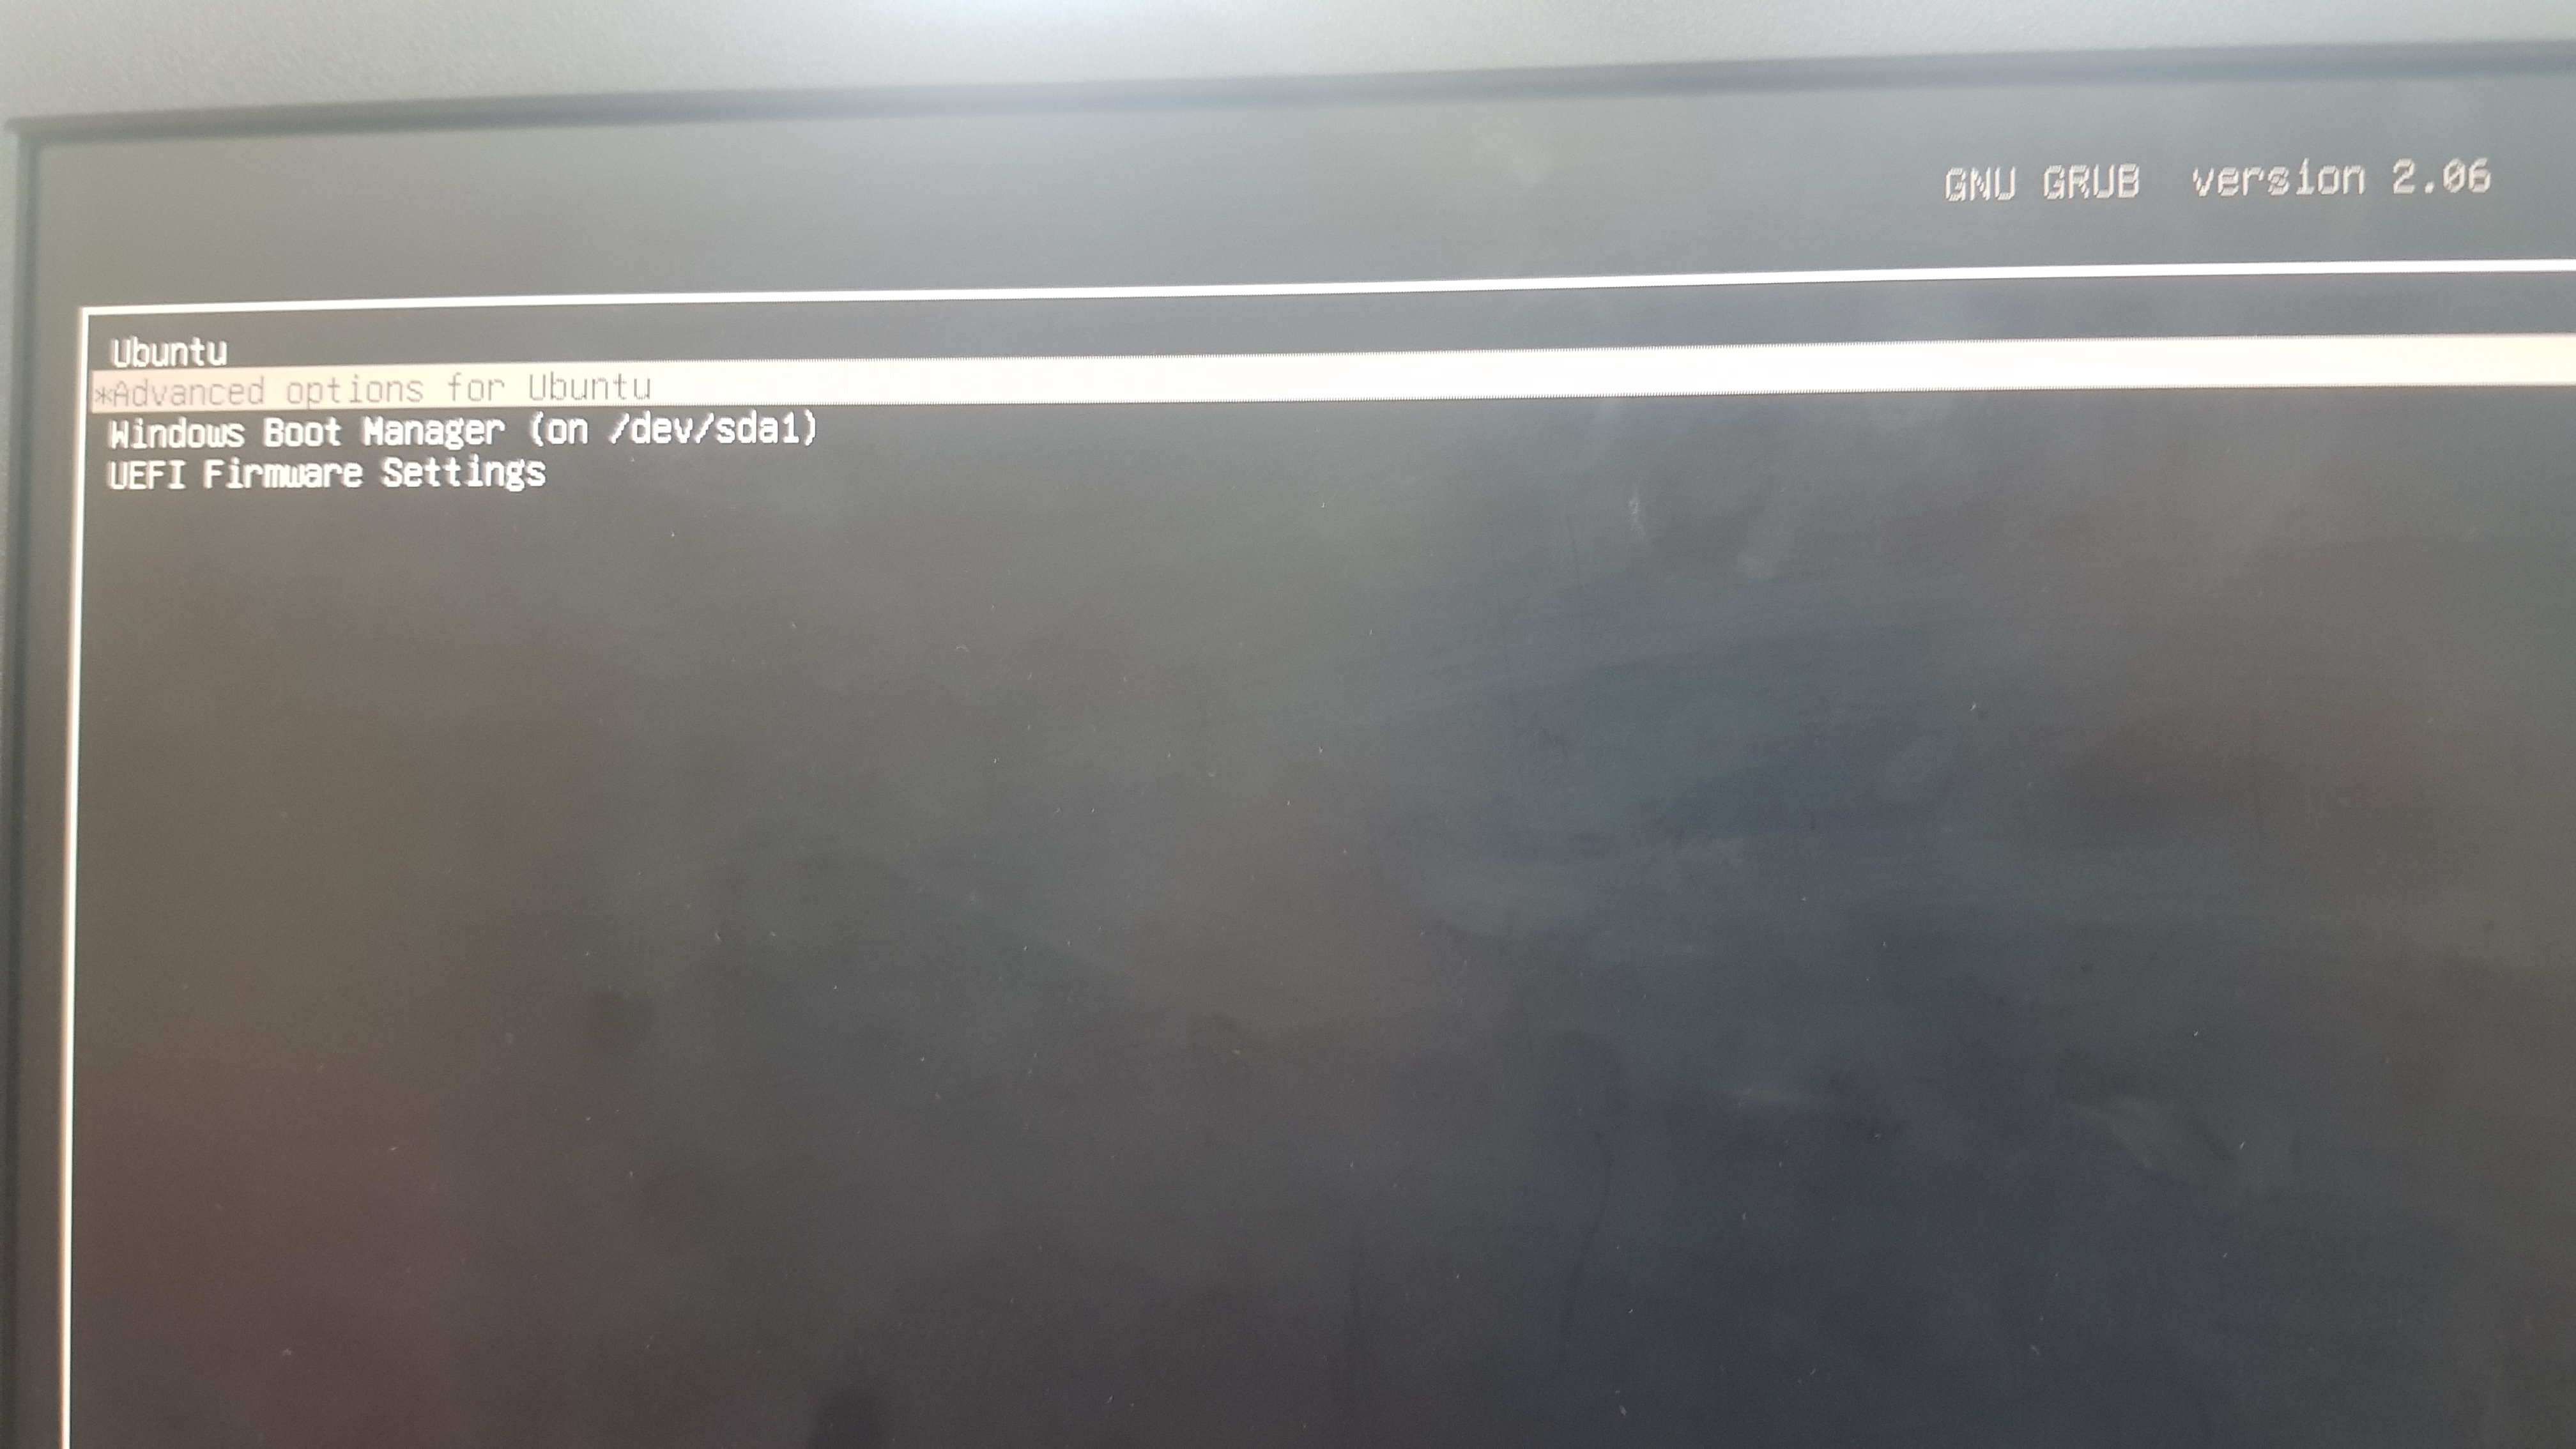 GNU GRUB  version 2.06
Ubuntu
*Advanced options for Ubuntu
Windows Boot Manager (on /dev/sda1)
UEFI Firmware Settings